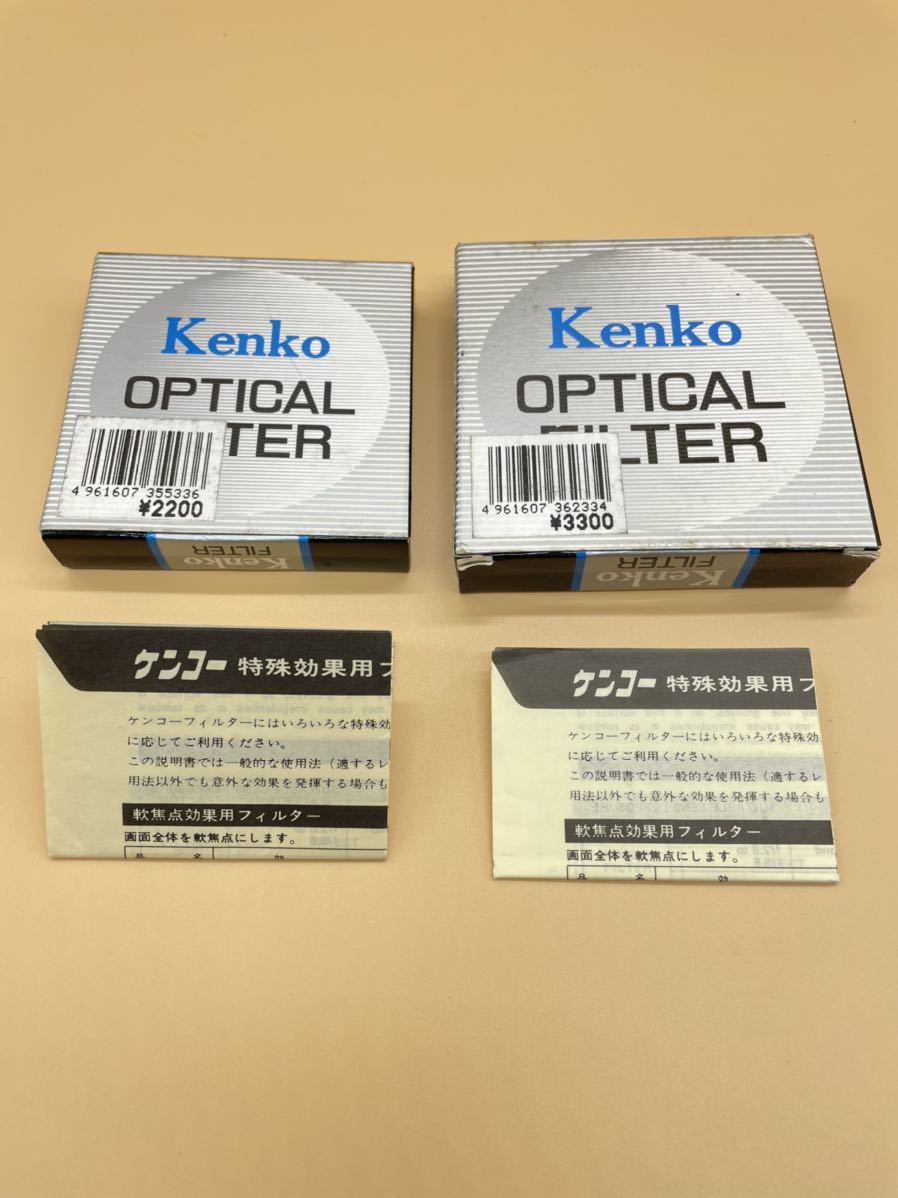 Kenko
OPTICAL
FILTER
4 961607 355336
¥2200
Kenko
FILTER
Kenko
OPTICAL
FILTER
4 961607 362334
¥3300
Kenko
FILTER
ケンコー 特殊効果用フ
ケンコーフィルターにはいろいろな特殊効
に応じてご利用ください。
この説明書では一般的な使用法（適するレ
用法以外でも意外な効果を発揮する場合も
軟焦点効果用フィルター
画面全体を軟焦点にします。
品 名 効
ケンコー 特殊効果用フ
ケンコーフィルターにはいろいろな特殊効
に応じてご利用ください。
この説明書では一般的な使用法（適するレ
用法以外でも意外な効果を発揮する場合も
軟焦点効果用フィルター
画面全体を軟焦点にします。
品 名 効